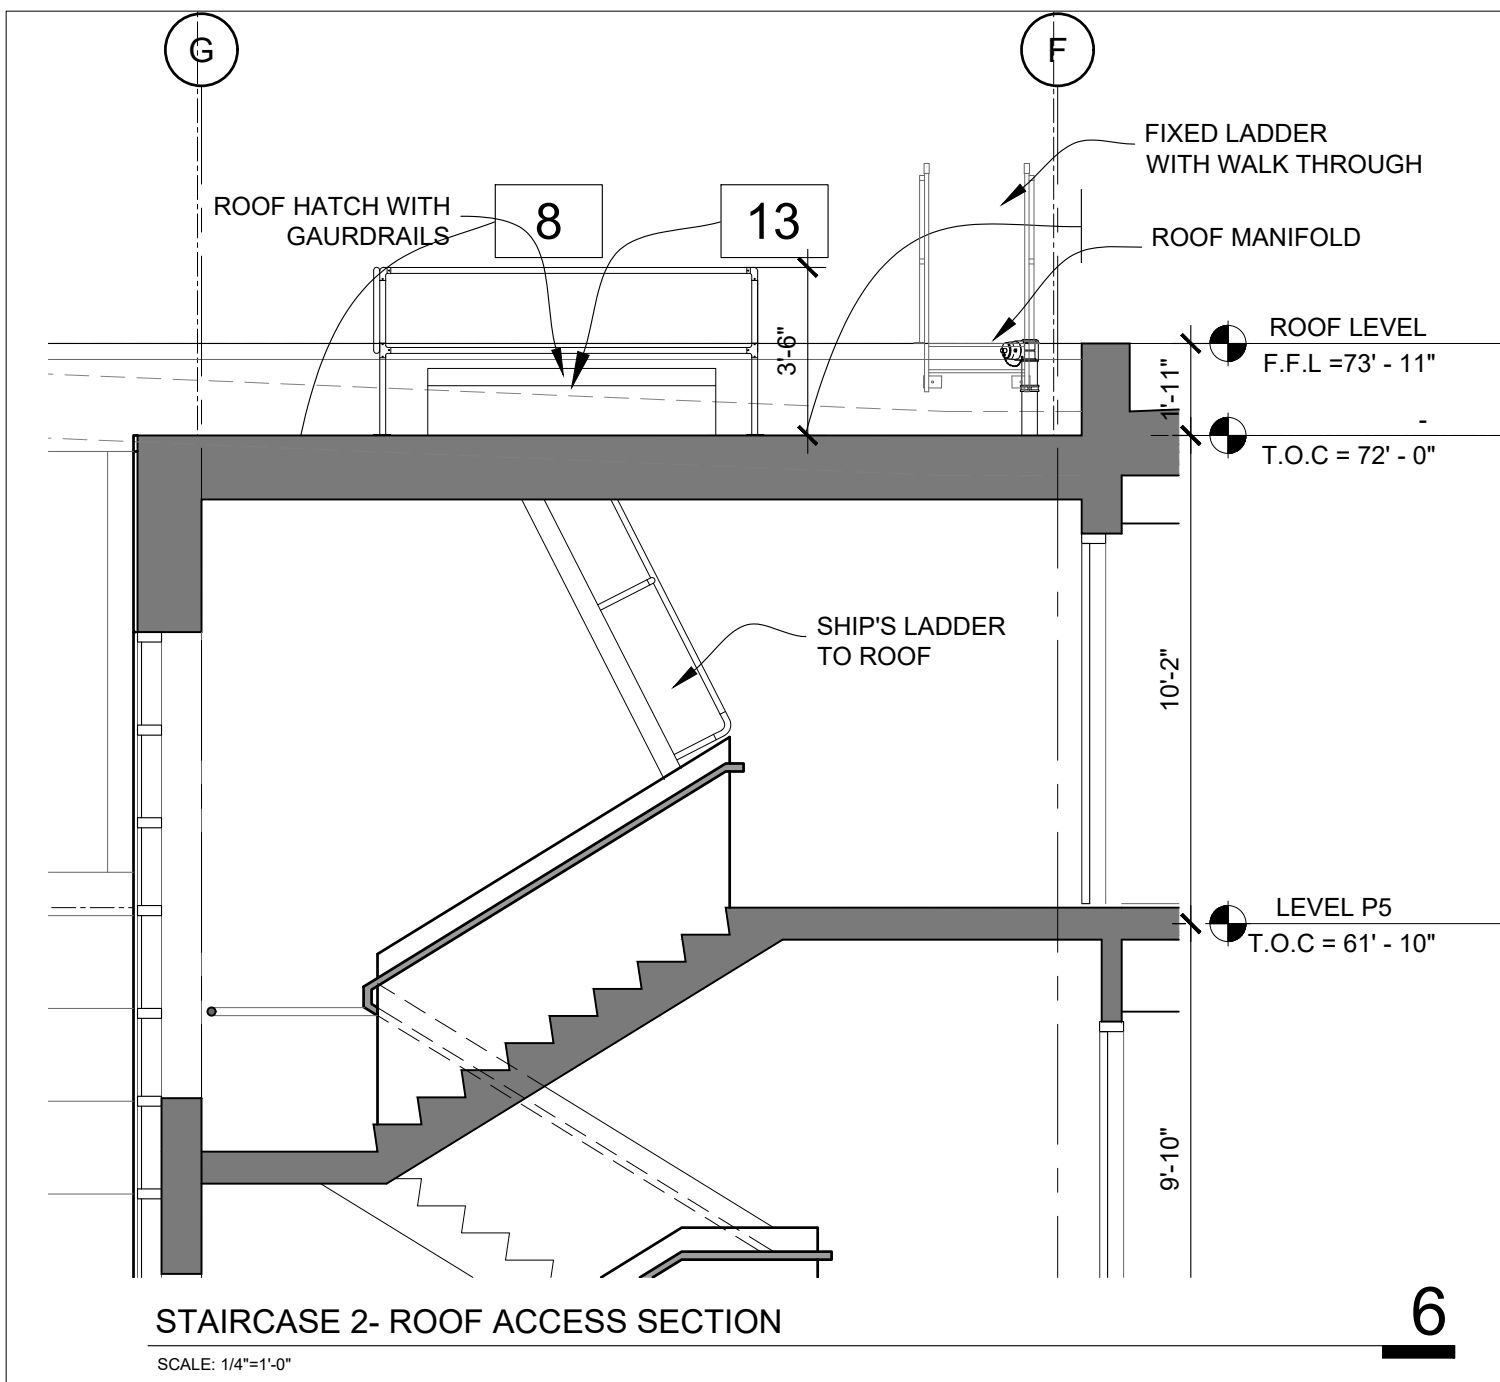 G
F
FIXED LADDER
WITH WALK THROUGH
ROOF HATCH WITH
GAURDRAILS
8
13
ROOF MANIFOLD
3'-6"
ROOF LEVEL
F.F.L =73' - 11"
1'-11"
-
T.O.C = 72' - 0"
SHIP'S LADDER
TO ROOF
10'-2"
LEVEL P5
T.O.C = 61' - 10"
9'-10"
STAIRCASE 2- ROOF ACCESS SECTION
6
SCALE: 1/4"=1'-0"